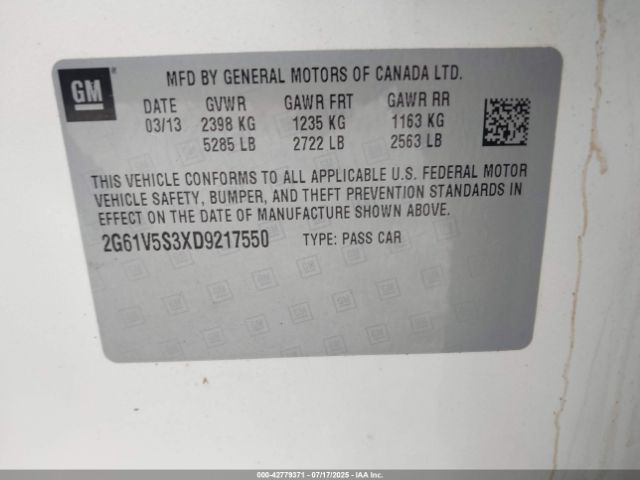 GM
MFD BY GENERAL MOTORS OF CANADA LTD.
DATE GVWR GAWR FRT GAWR RR
03/13 2398 KG 1235 KG 1163 KG
5285 LB 2722 LB 2563 LB
THIS VEHICLE CONFORMS TO ALL APPLICABLE U.S. FEDERAL MOTOR
VEHICLE SAFETY, BUMPER, AND THEFT PREVENTION STANDARDS IN
EFFECT ON THE DATE OF MANUFACTURE SHOWN ABOVE.
2G61V5S3XD9217550 TYPE: PASS CAR
000-42779371 - 07/17/2025 - IAAI.CA